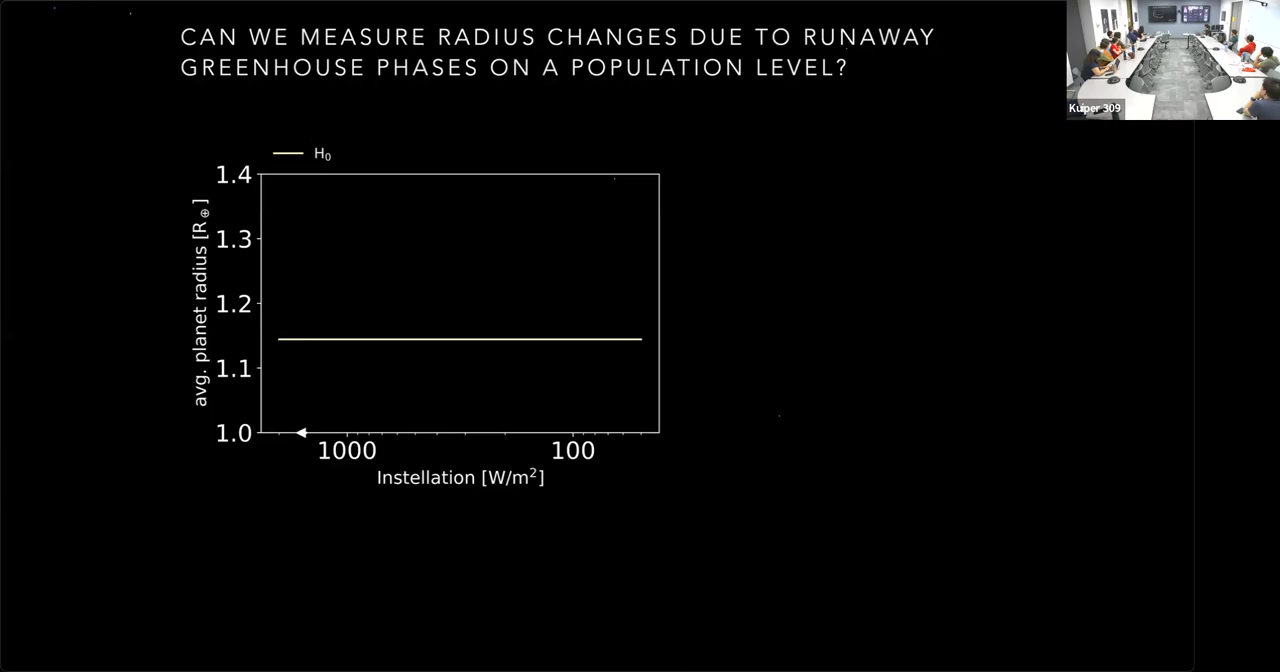 CAN WE MEASURE RADIUS CHANGES DUE TO RUNAWAY
GREENHOUSE PHASES ON A POPULATION LEVEL?
Kuiper 309
H₀
1.4
1.3
1.2
1.1
1.0
avg. planet radius [R⊕]
1000
100
Instellation [W/m²]